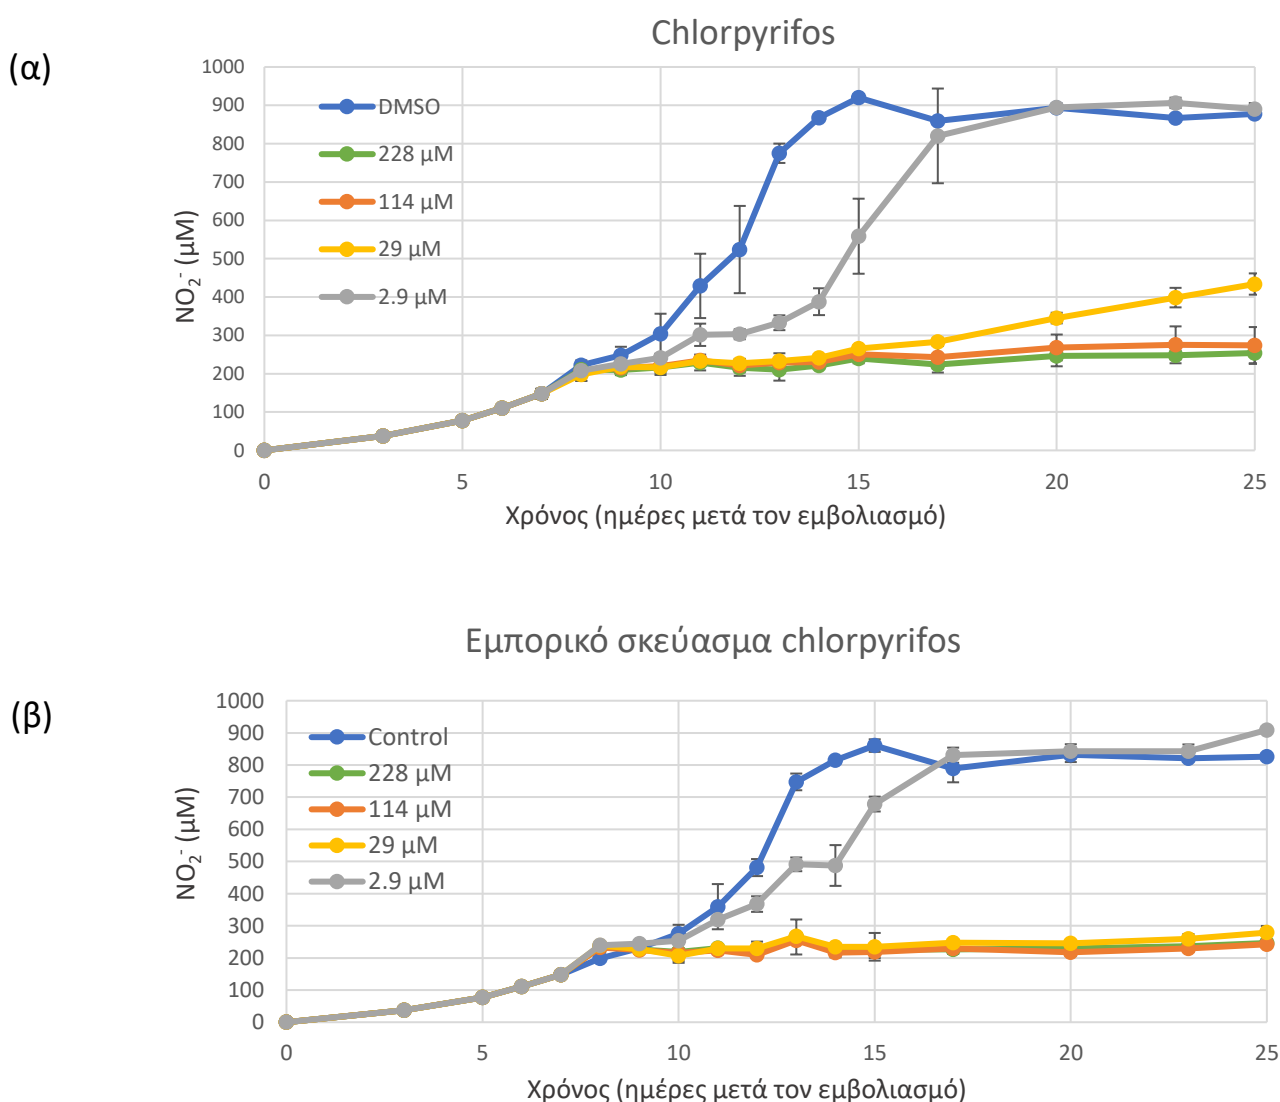 Chlorpyrifos
(α)
1000
900
800
700
600
500
400
300
200
100
0
NO₂⁻ (μM)
DMSO
228 μM
114 μM
29 μM
2.9 μM
0 5 10 15 20 25
Χρόνος (ημέρες μετά τον εμβολιασμό)
Εμπορικό σκεύασμα chlorpyrifos
(β)
1000
900
800
700
600
500
400
300
200
100
0
NO₂⁻ (μM)
Control
228 μM
114 μM
29 μM
2.9 μM
0 5 10 15 20 25
Χρόνος (ημέρες μετά τον εμβολιασμό)